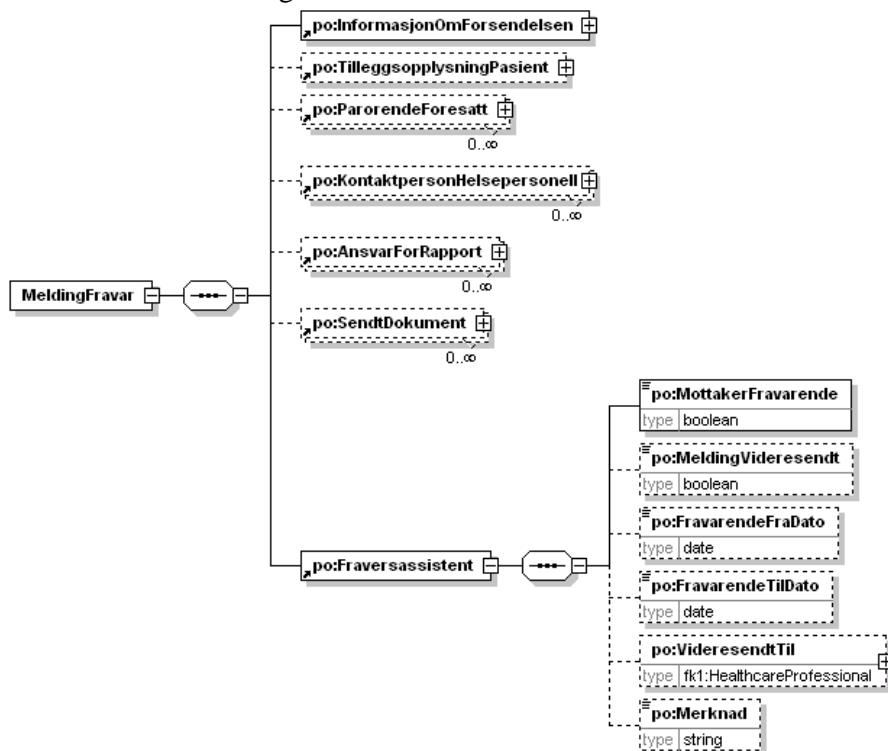 po:InformasjonOmForsendelsen
po:TilleggsopplysningPasient
po:ParorendeForesatt
0..∞
po:KontaktpersonHelsepersonell
0..∞
po:AnsvarForRapport
0..∞
MeldingFravar
po:SendtDokument
0..∞
po:MottakerFravarende
type boolean
po:MeldingVideresendt
type boolean
po:FravarendeFraDato
type date
po:Fraversassistent
po:FravarendeTilDato
type date
po:VideresendtTil
type fk1:HealthcareProfessional
po:Merknad
type string